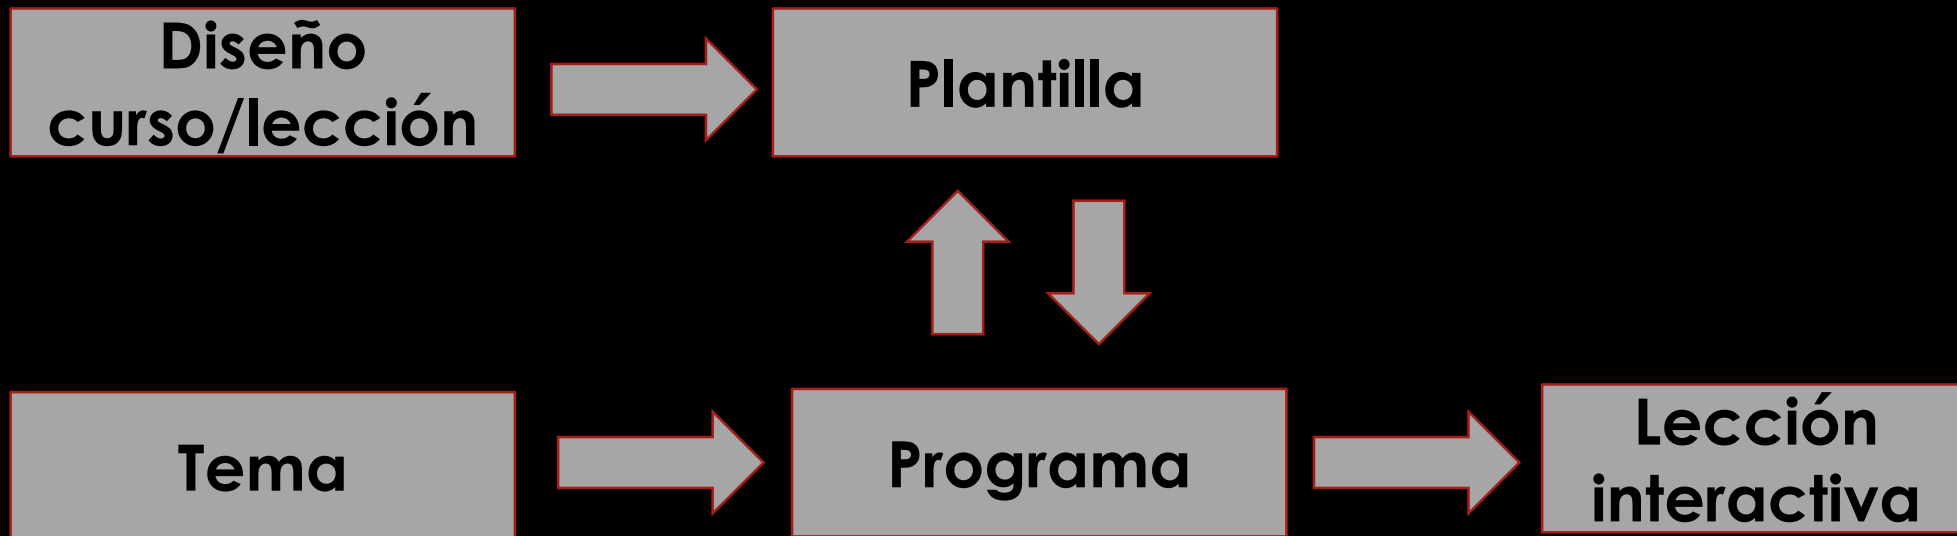 Diseño
curso/lección
Plantilla
Tema
Programa
Lección
interactiva